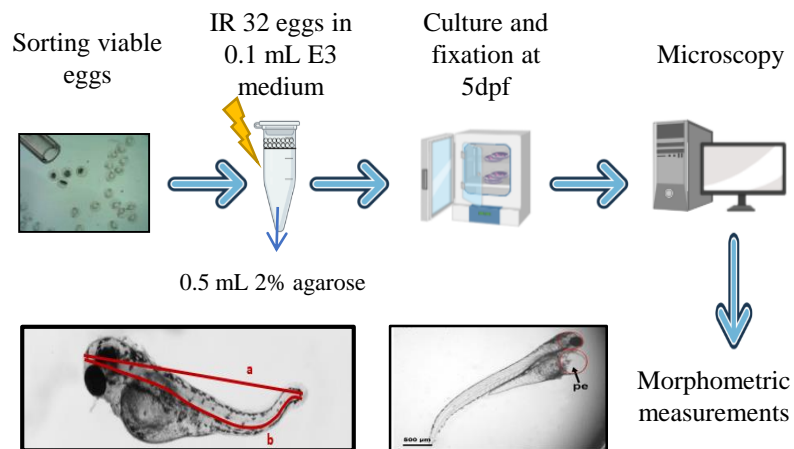 Sorting viable
eggs
IR 32 eggs in
0.1 mL E3
medium
Culture and
fixation at
5dpf
Microscopy
0.5 mL 2% agarose
a
b
pe
500 µm
Morphometric
measurements